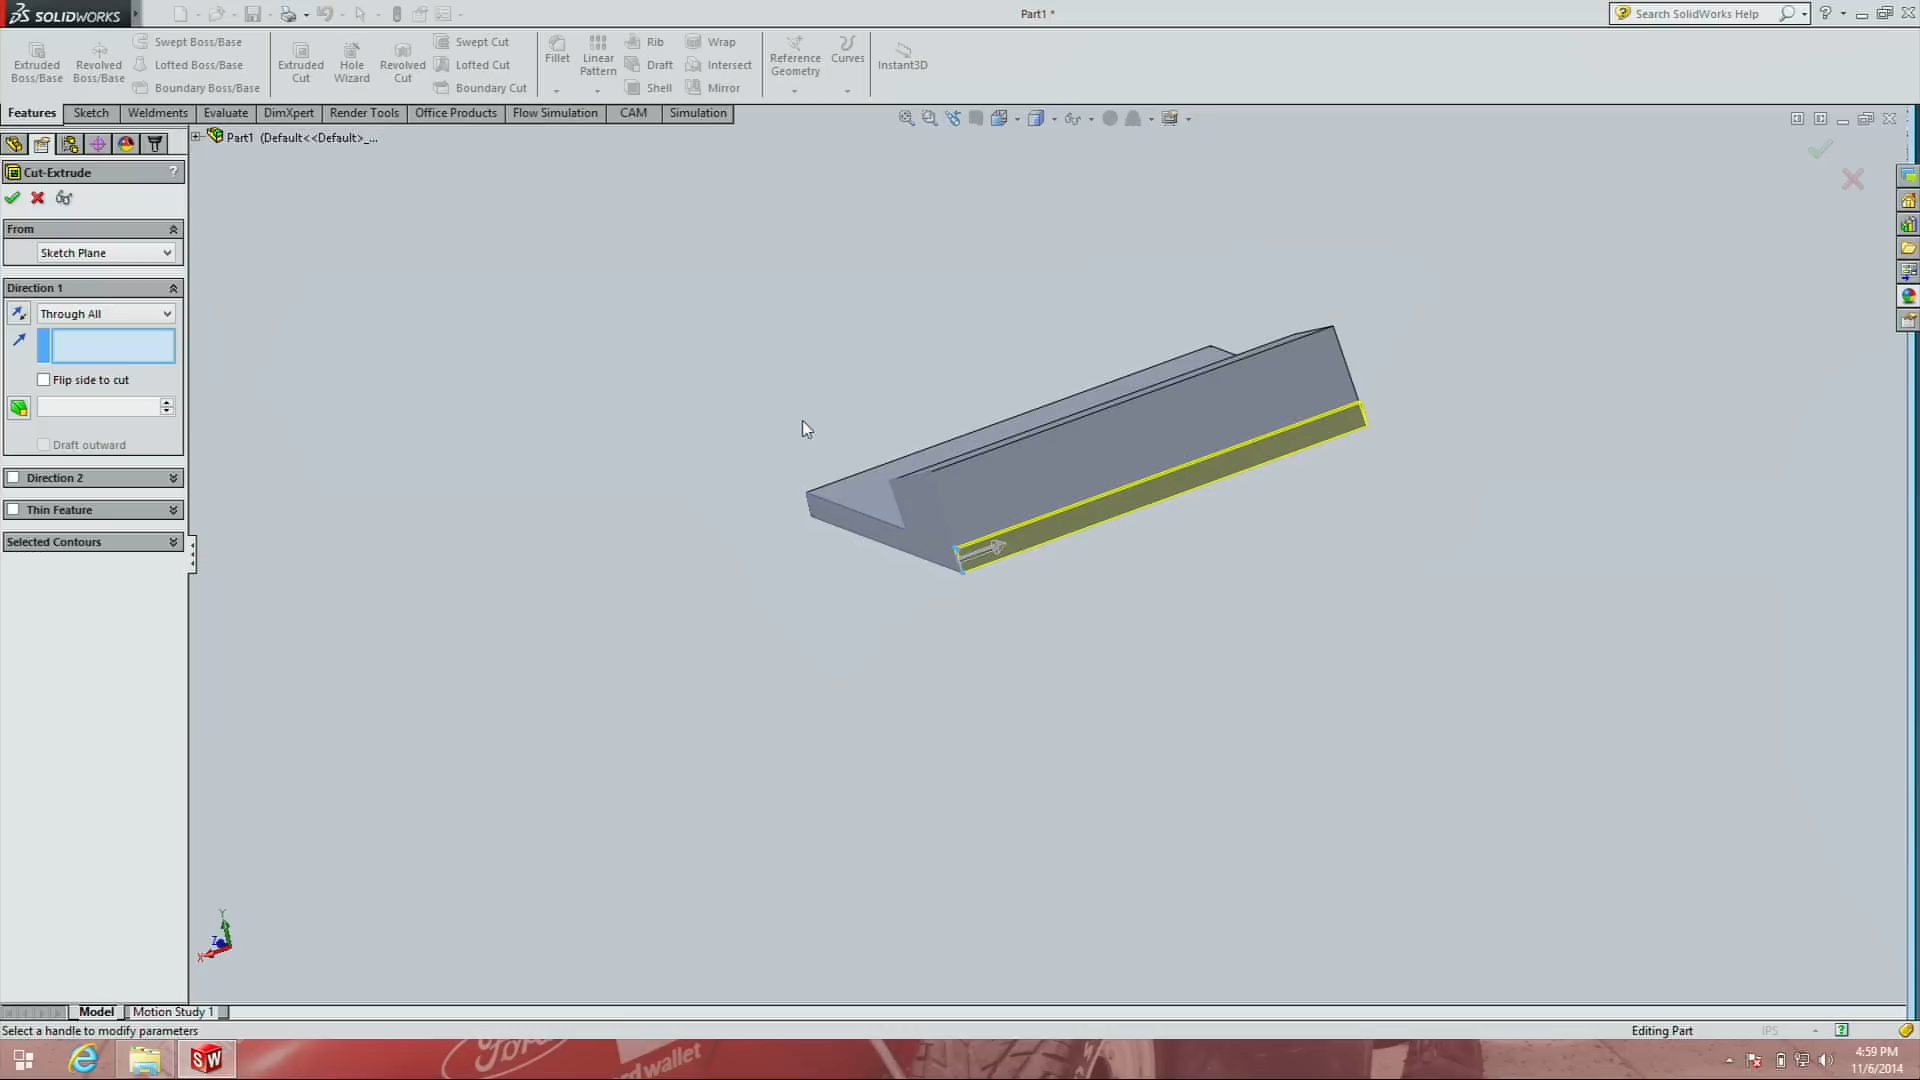 SOLIDWORKS
Part1 *
Search SolidWorks Help
Extruded Boss/Base
Revolved Boss/Base
Swept Boss/Base
Lofted Boss/Base
Boundary Boss/Base
Extruded Cut
Hole Wizard
Revolved Cut
Swept Cut
Lofted Cut
Boundary Cut
Fillet
Linear Pattern
Rib
Draft
Shell
Wrap
Intersect
Mirror
Reference Geometry
Curves
Instant3D
Features
Sketch
Weldments
Evaluate
DimXpert
Render Tools
Office Products
Flow Simulation
CAM
Simulation
Part1 (Default<<Default>_...
Cut-Extrude
?
From
Sketch Plane
Direction 1
Through All
Flip side to cut
Draft outward
Direction 2
Thin Feature
Selected Contours
Y
Z
X
Model
Motion Study 1
Select a handle to modify parameters
Editing Part
IPS
Ford
rdwallet
SW
4:59 PM
11/6/2014